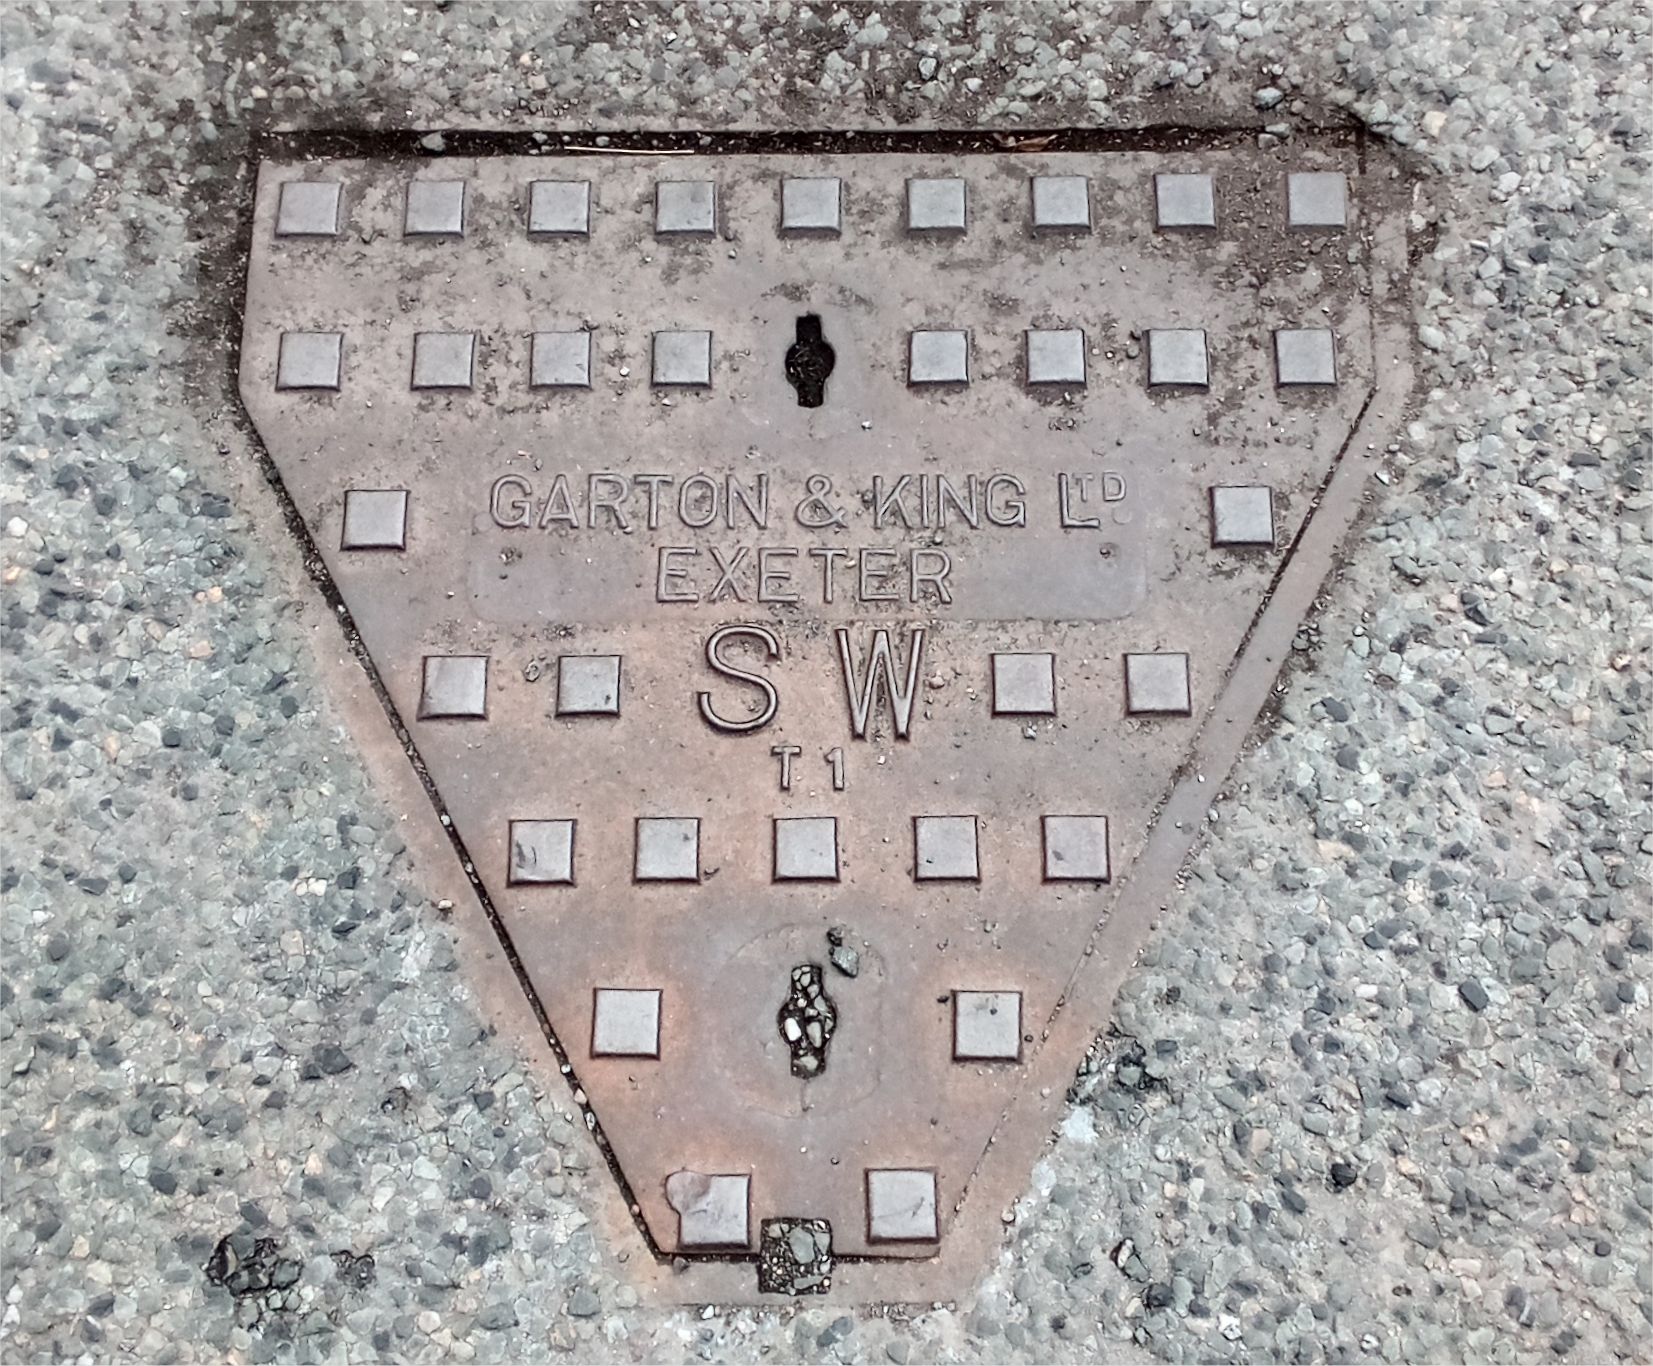 GARTON & KING LTD
EXETER
SW
T1